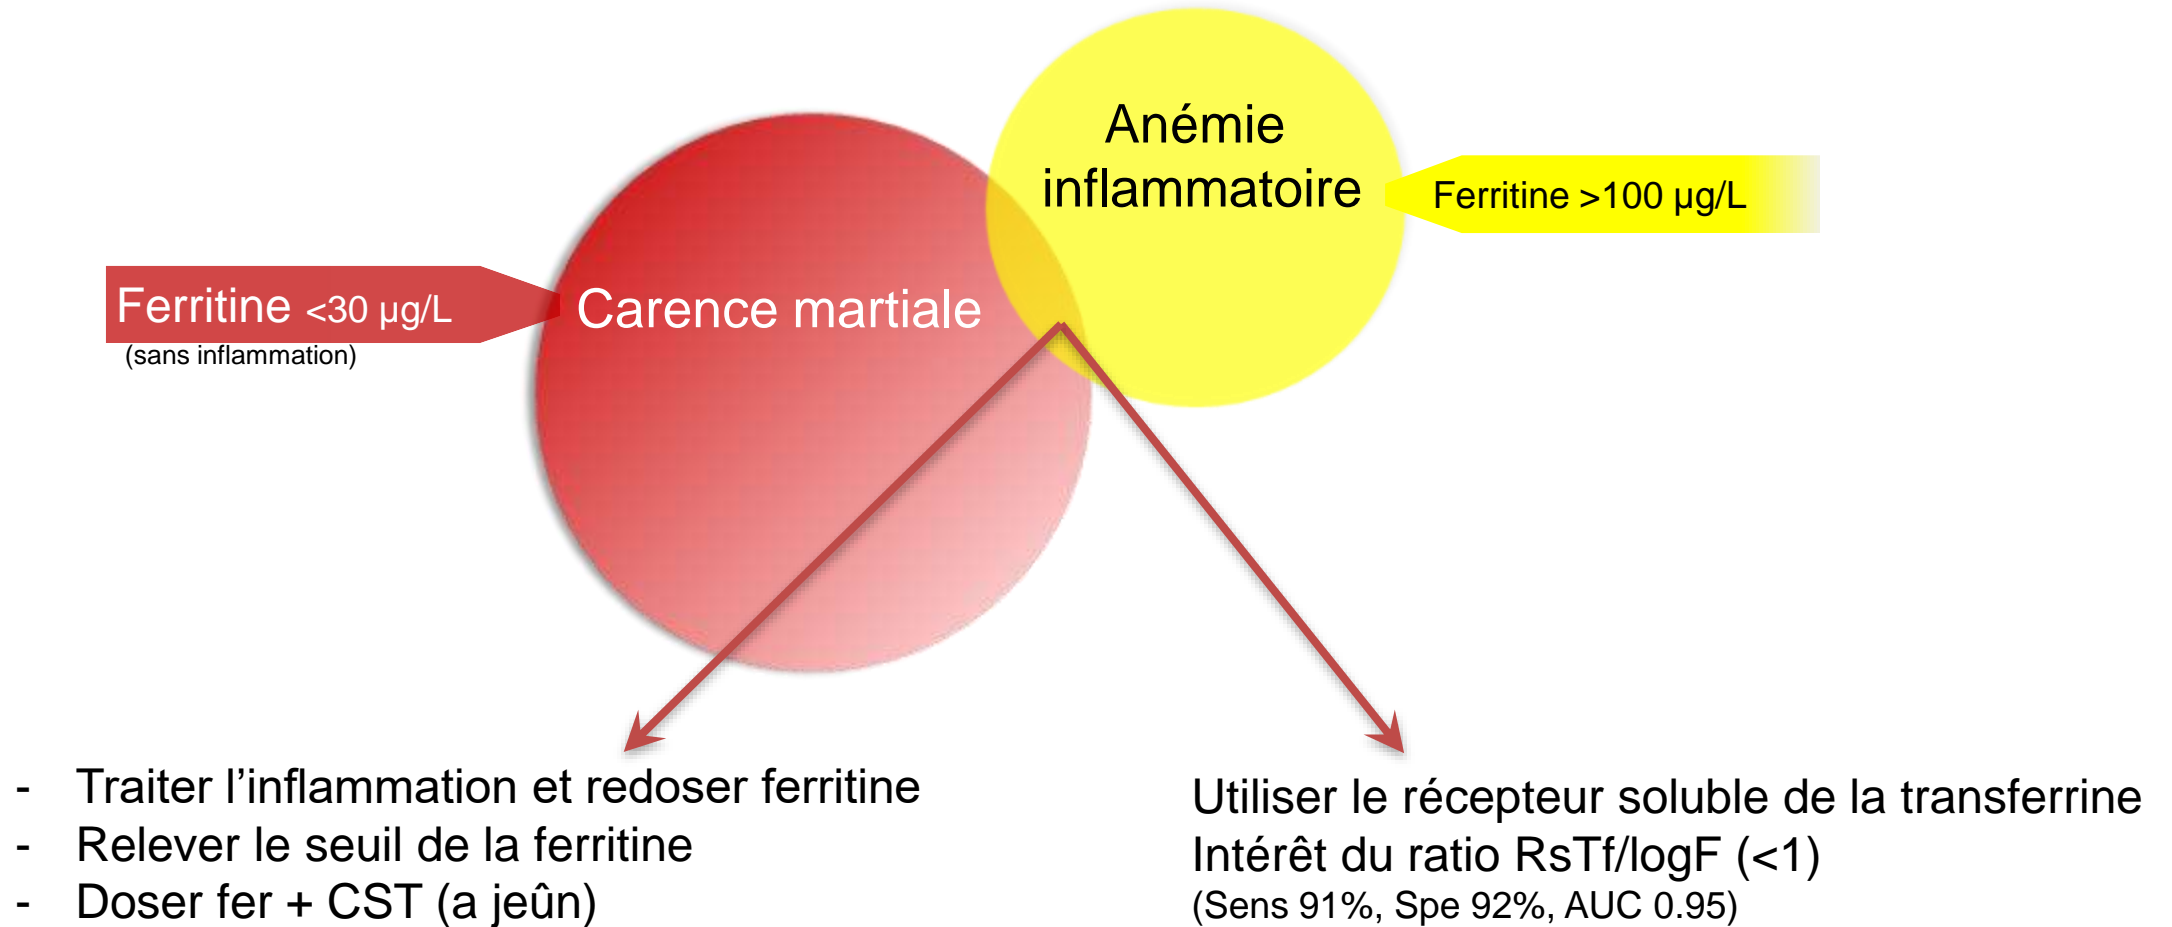 Anémie
inflammatoire
Ferritine >100 µg/L
Ferritine <30 µg/L
(sans inflammation)
Carence martiale
- Traiter l’inflammation et redoser ferritine
- Relever le seuil de la ferritine
- Doser fer + CST (a jeûn)
Utiliser le récepteur soluble de la transferrine
Intérêt du ratio RsTf/logF (<1)
(Sens 91%, Spe 92%, AUC 0.95)